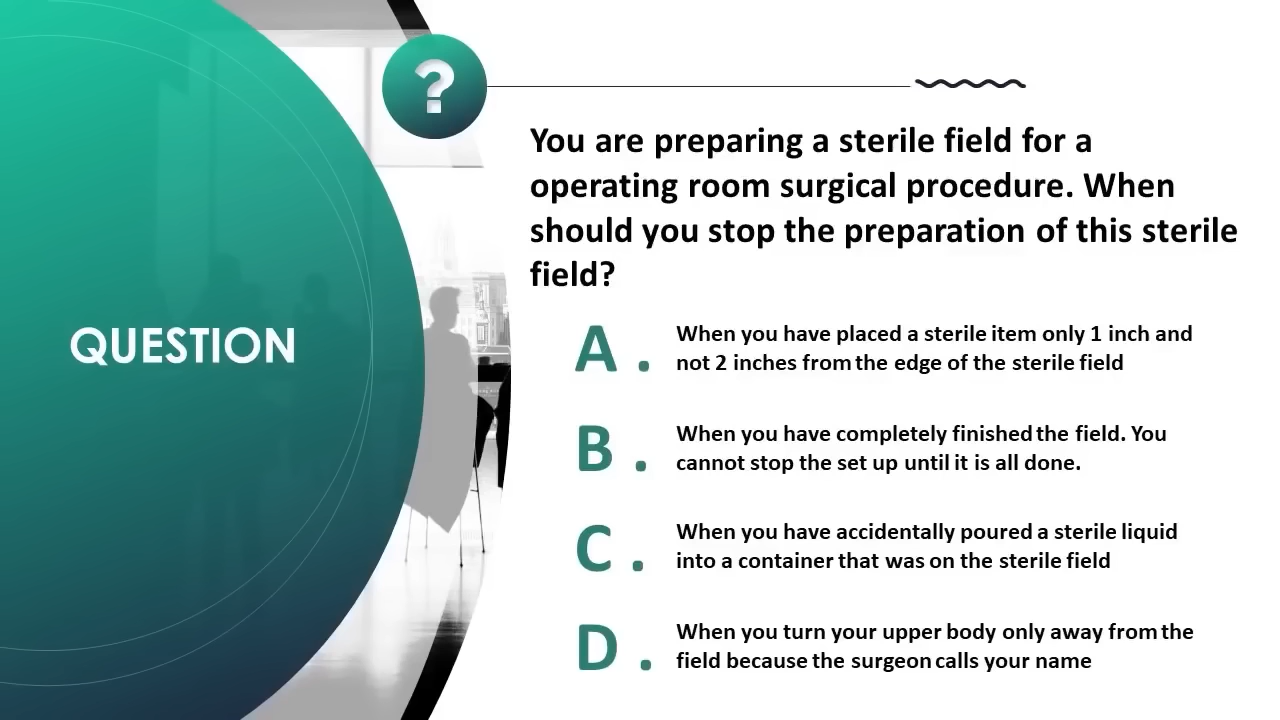 ?
You are preparing a sterile field for a
operating room surgical procedure. When
should you stop the preparation of this sterile
field?
QUESTION
A .
When you have placed a sterile item only 1 inch and
not 2 inches from the edge of the sterile field
B .
When you have completely finished the field. You
cannot stop the set up until it is all done.
C .
When you have accidentally poured a sterile liquid
into a container that was on the sterile field
D .
When you turn your upper body only away from the
field because the surgeon calls your name